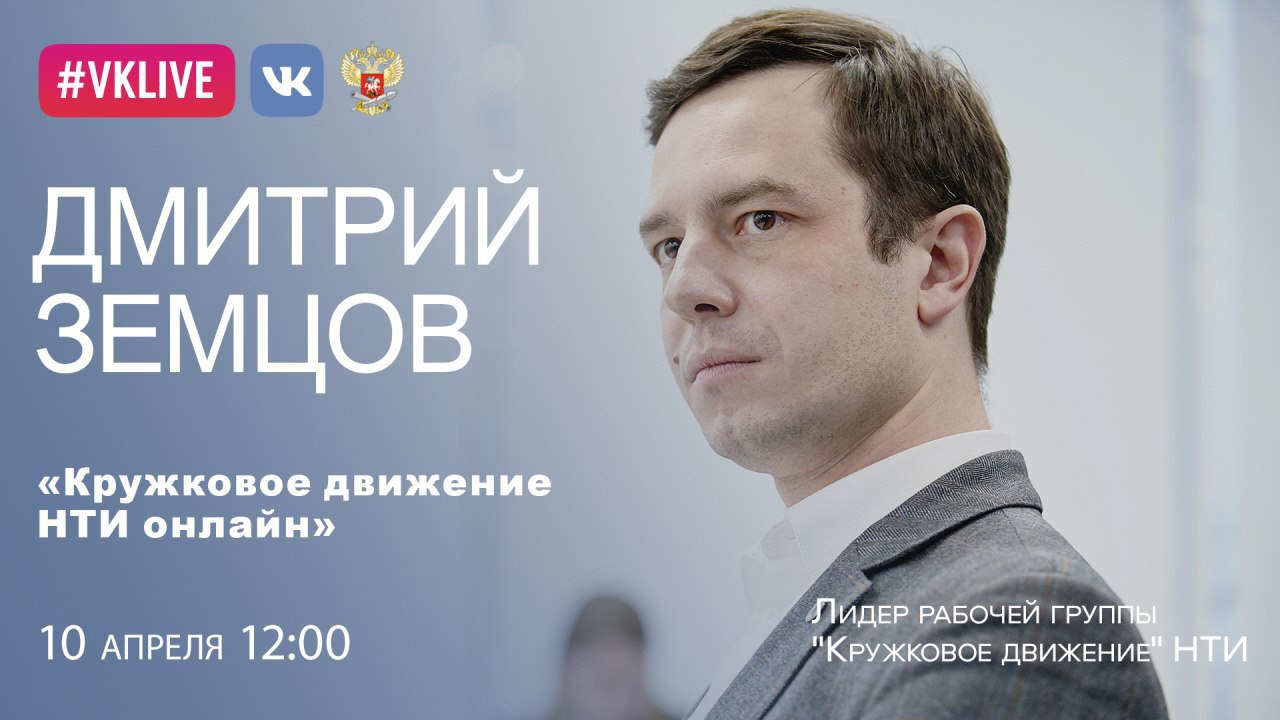 #VKLIVE
ДМИТРИЙ
ЗЕМЦОВ
«Кружковое движение
НТИ онлайн»
10 АПРЕЛЯ 12:00
Лидер рабочей группы
"Кружковое движение" НТИ